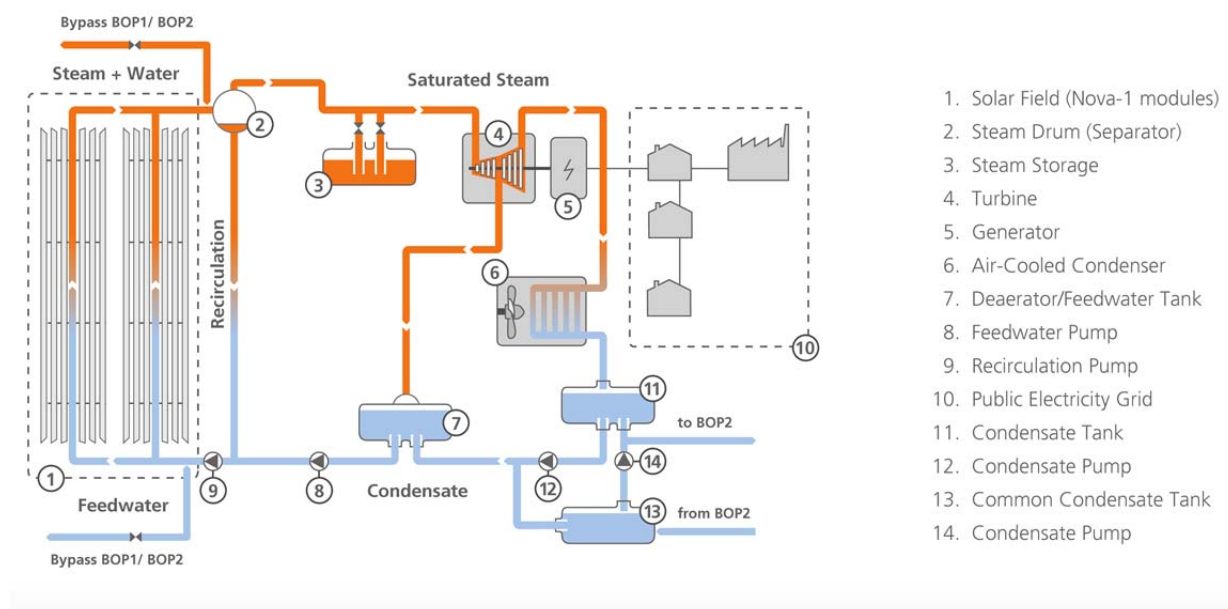 Bypass BOP1/ BOP2
Steam + Water
Saturated Steam
2
4
3
5
Recirculation
6
10
11
7
to BOP2
1
9
8
12
14
Feedwater
Condensate
13
from BOP2
Bypass BOP1/ BOP2
1. Solar Field (Nova-1 modules)
2. Steam Drum (Separator)
3. Steam Storage
4. Turbine
5. Generator
6. Air-Cooled Condenser
7. Deaerator/Feedwater Tank
8. Feedwater Pump
9. Recirculation Pump
10. Public Electricity Grid
11. Condensate Tank
12. Condensate Pump
13. Common Condensate Tank
14. Condensate Pump